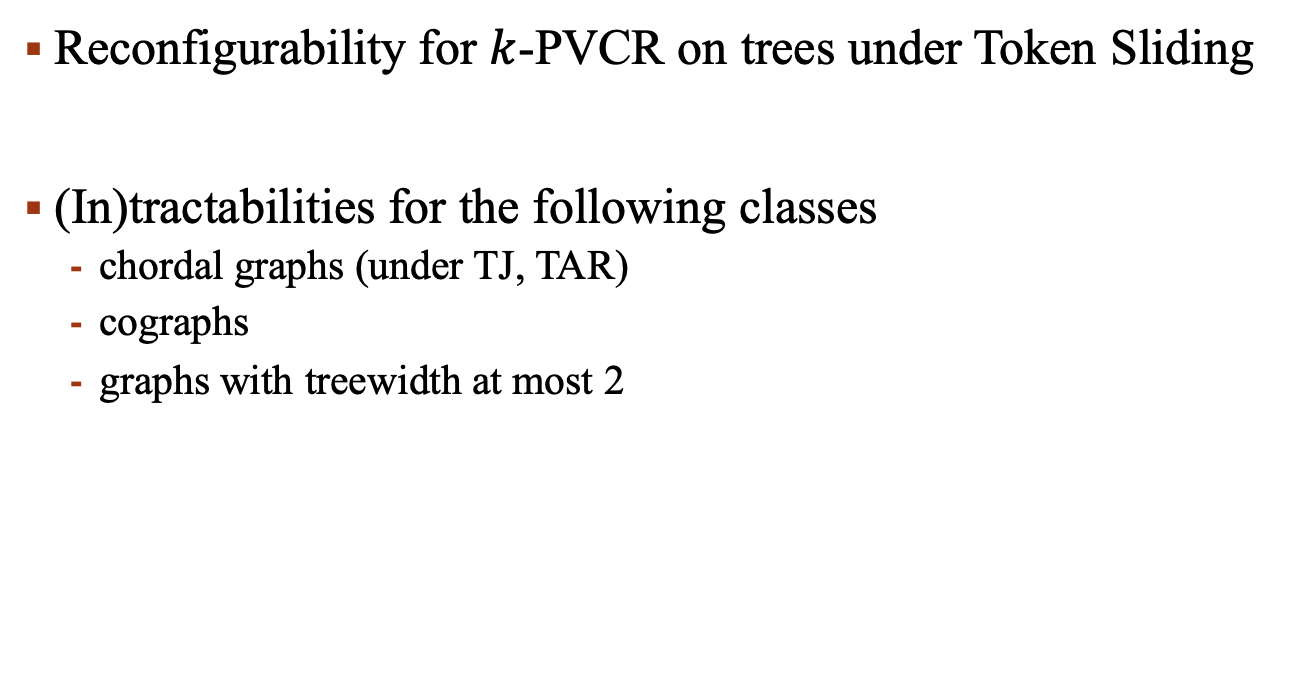 ▪ Reconfigurability for k-PVCR on trees under Token Sliding
▪ (In)tractabilities for the following classes
- chordal graphs (under TJ, TAR)
- cographs
- graphs with treewidth at most 2